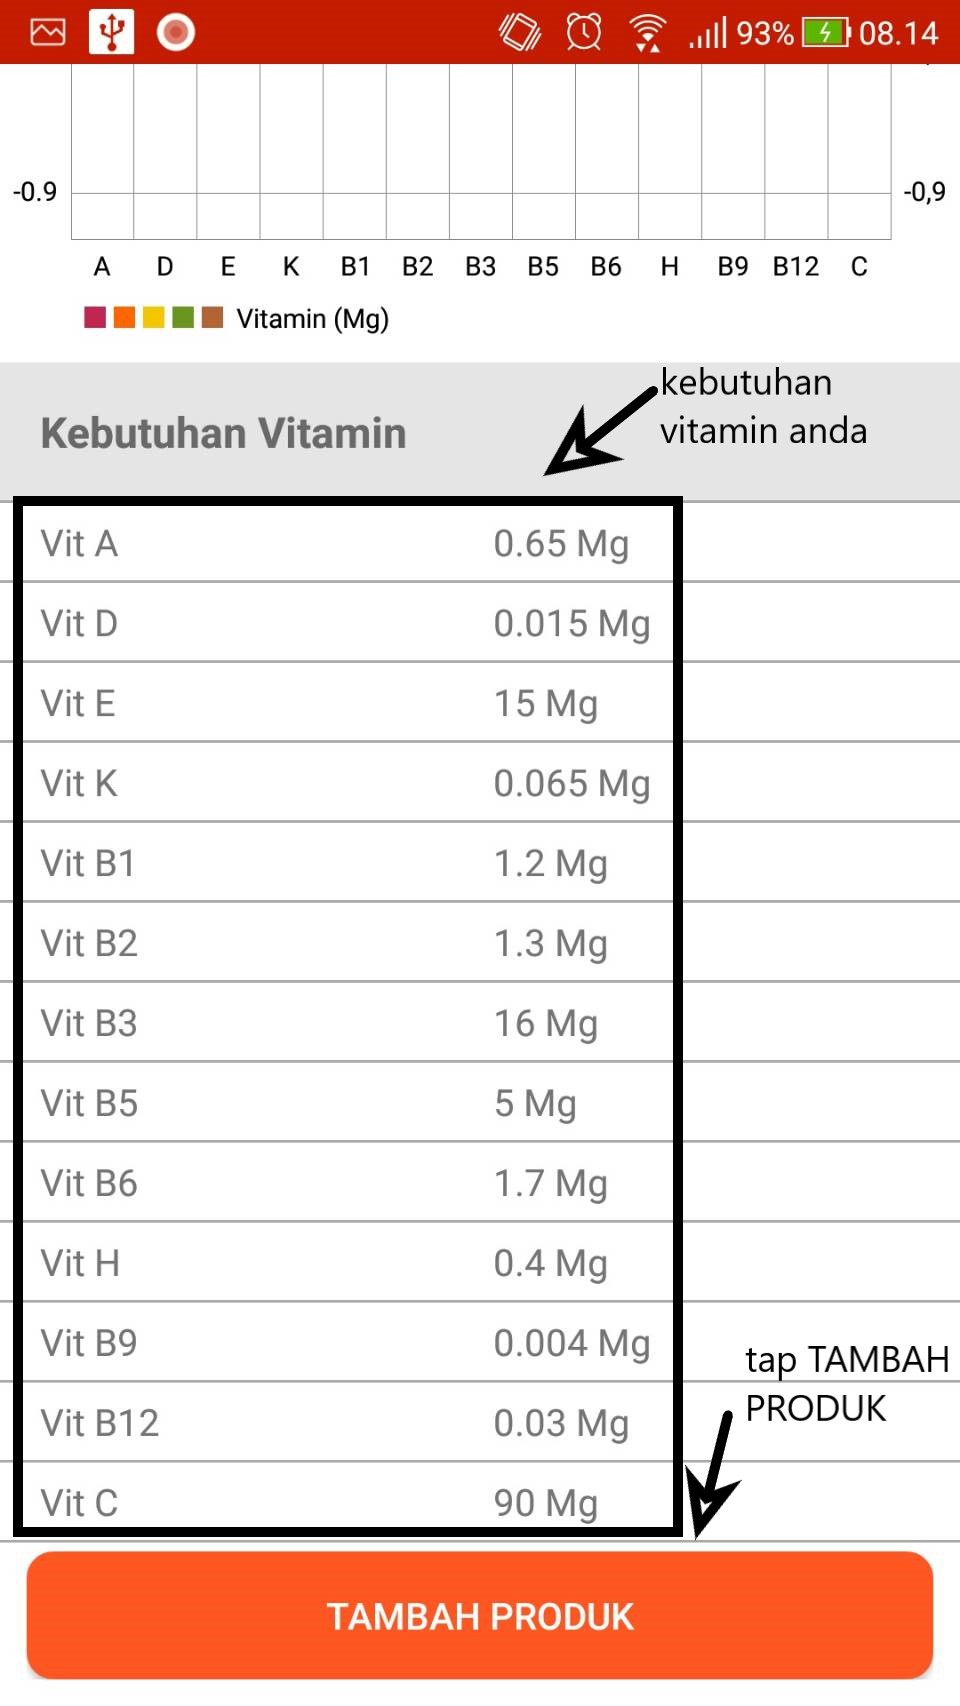 93% 08.14
-0.9 -0,9
A D E K B1 B2 B3 B5 B6 H B9 B12 C
Vitamin (Mg)
kebutuhan
vitamin anda
Kebutuhan Vitamin
Vit A 0.65 Mg
Vit D 0.015 Mg
Vit E 15 Mg
Vit K 0.065 Mg
Vit B1 1.2 Mg
Vit B2 1.3 Mg
Vit B3 16 Mg
Vit B5 5 Mg
Vit B6 1.7 Mg
Vit H 0.4 Mg
Vit B9 0.004 Mg
tap TAMBAH
PRODUK
Vit B12 0.03 Mg
Vit C 90 Mg
TAMBAH PRODUK